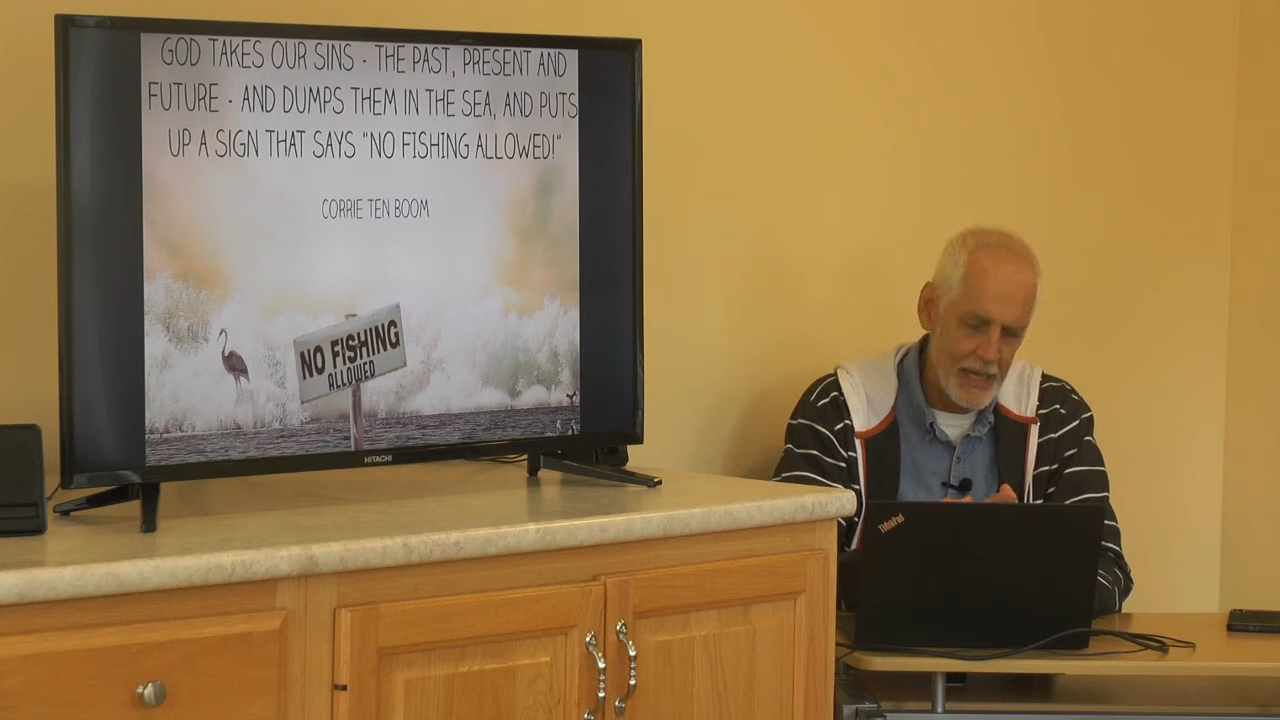 GOD TAKES OUR SINS - THE PAST, PRESENT AND
FUTURE - AND DUMPS THEM IN THE SEA, AND PUTS
UP A SIGN THAT SAYS "NO FISHING ALLOWED!"
CORRIE TEN BOOM
NO FISHING
ALLOWED
HITACHI
ThinkPad